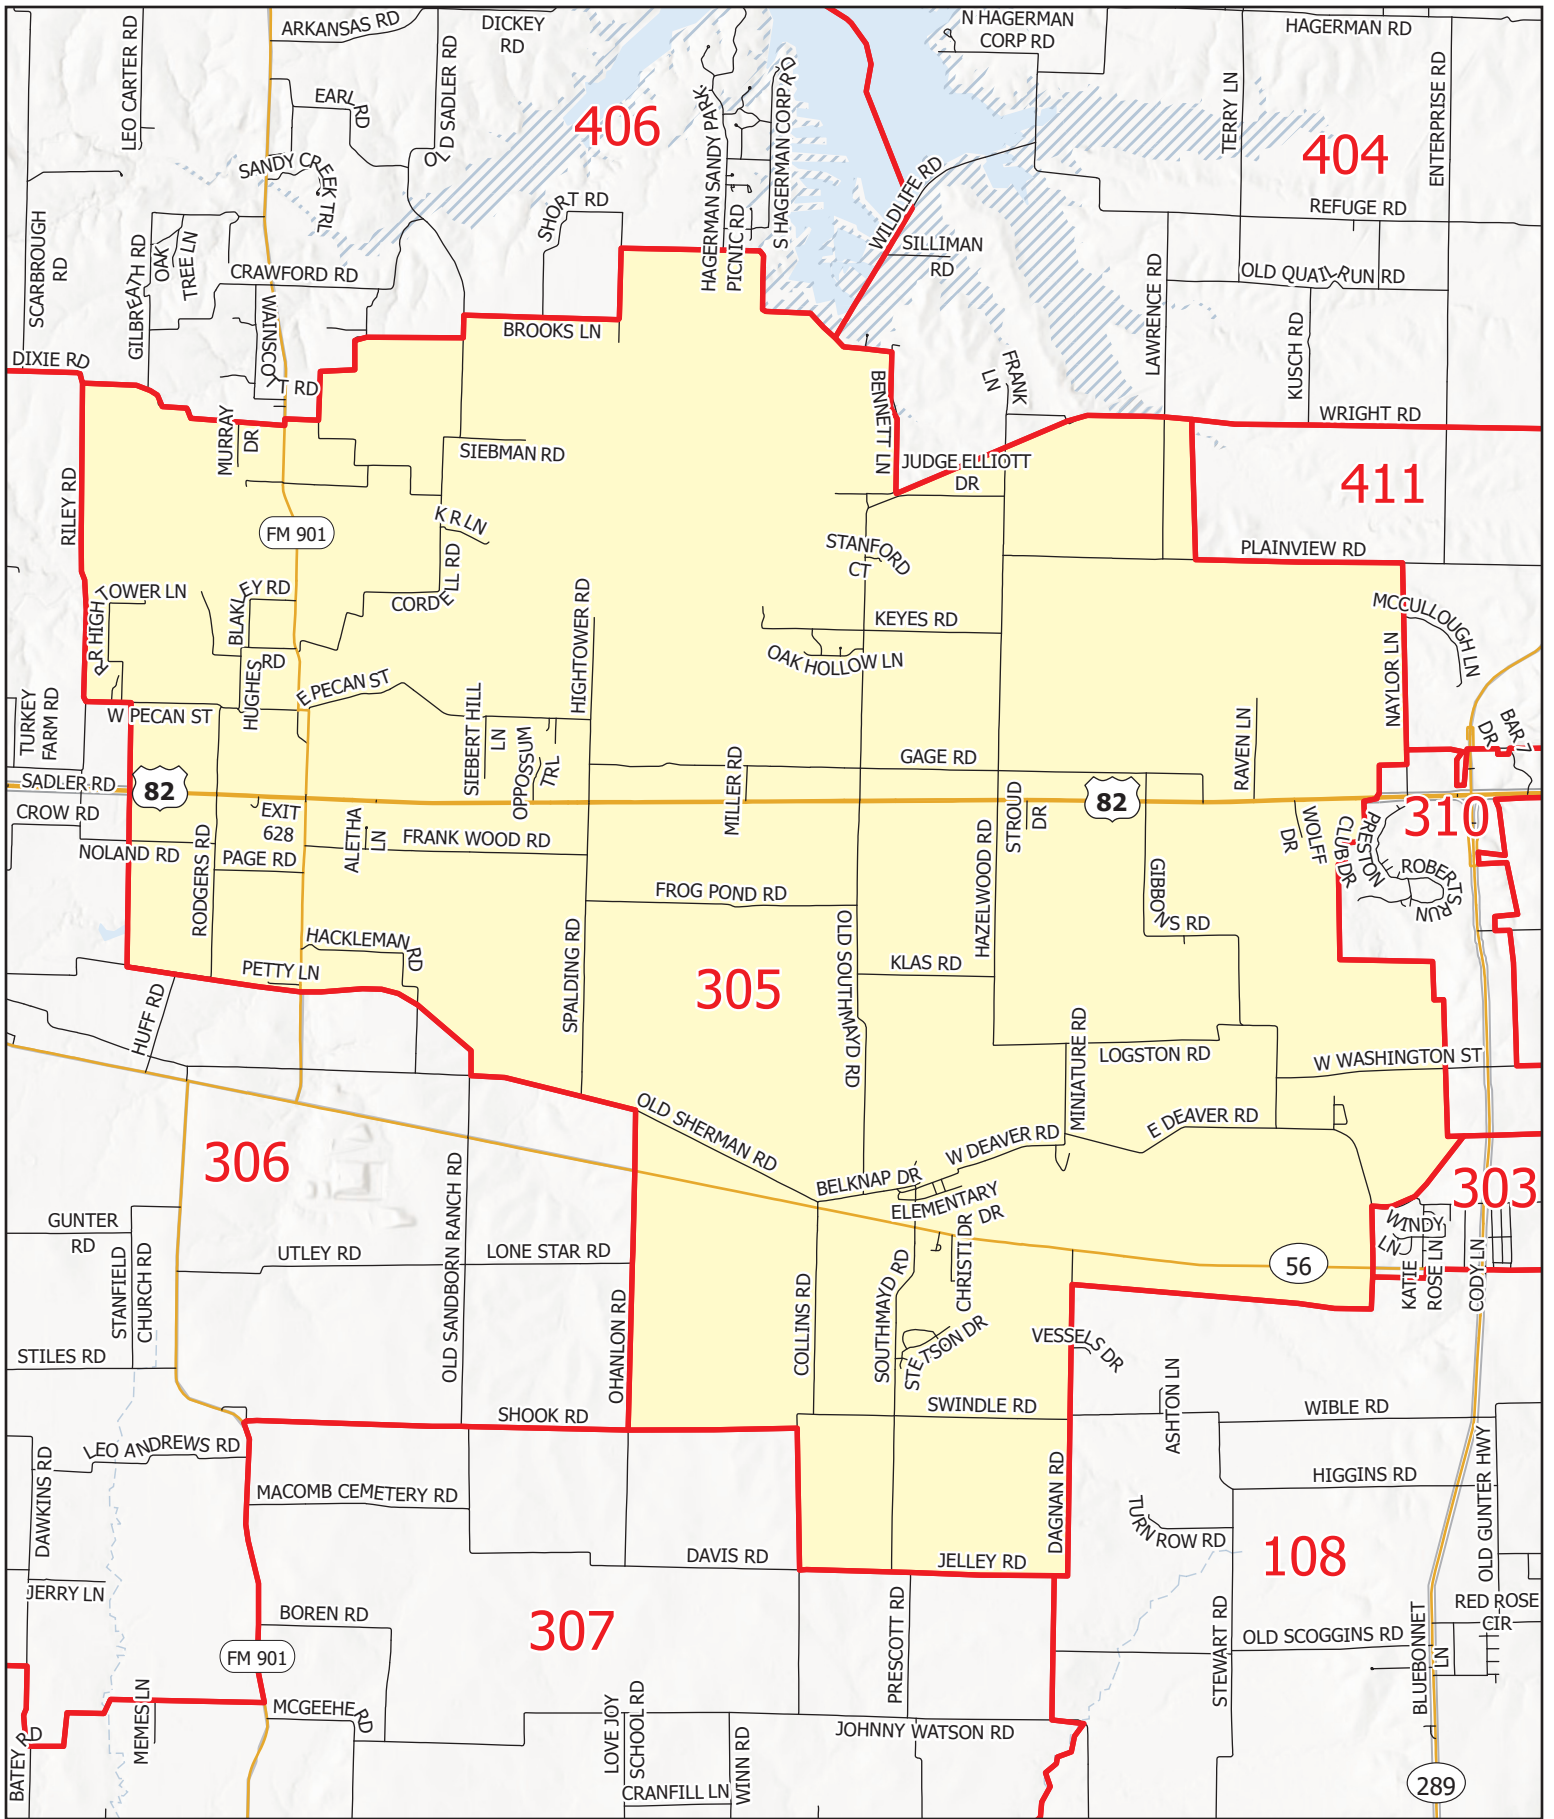 ARKANSAS RD
DICKEY
RD
N HAGERMAN
CORP RD
HAGERMAN RD
LEO CARTER RD
OLD SADLER RD
EARL RD
406
HAGERMAN SANDY PARK
S HAGERMAN CORP RD
TERRY LN
ENTERPRISE RD
404
SANDY CREEK TRL
SHORT RD
WILDLIFE RD
REFUGE RD
SCARBROUGH
RD
GILBREATH RD
OAK
TREE LN
PICNIC RD
SILLIMAN
RD
CRAWFORD RD
OLD QUAIL RUN RD
WAINSCOTT RD
BROOKS LN
LAWRENCE RD
KUSCH RD
DIXIE RD
FRANK
LN
BENNETT LN
WRIGHT RD
MURRAY
DR
SIEBMAN RD
JUDGE ELLIOTT
DR
411
RILEY RD
FM 901
K R LN
STANFORD
CT
PLAINVIEW RD
R R HIGHTOWER LN
BLAKLEY RD
CORDELL RD
HIGHTOWER RD
KEYES RD
MCCULLOUGH LN
HUGHES RD
OAK HOLLOW LN
NAYLOR LN
E PECAN ST
TURKEY
FARM RD
W PECAN ST
SIEBERT HILL
LN
OPPOSSUM
TRL
RAVEN LN
BAR 7
DR
MILLER RD
GAGE RD
SADLER RD
82
82
CROW RD
EXIT
628
ALETHA
LN
FRANK WOOD RD
STROUD
DR
WOLFF
DR
PRESTON
CLUB DR
310
NOLAND RD
PAGE RD
RODGERS RD
ROBERTS
RUN
FROG POND RD
GIBBONS RD
HAZELWOOD RD
HACKLEMAN RD
SPALDING RD
OLD SOUTHMAYD RD
PETTY LN
305
KLAS RD
HUFF RD
MINIATURE RD
LOGSTON RD
W WASHINGTON ST
OLD SHERMAN RD
E DEAVER RD
W DEAVER RD
306
BELKNAP DR
303
OLD SANDBORN RANCH RD
ELEMENTARY
DR
GUNTER
RD
WINDY
LN
STANFIELD
CHURCH RD
UTLEY RD
LONE STAR RD
CHRISTI DR
56
KATIE
ROSE LN
CODY LN
OHANLON RD
COLLINS RD
SOUTHMAYD RD
STETSON DR
VESSELS DR
STILES RD
ASHTON LN
SHOOK RD
SWINDLE RD
WIBLE RD
LEO ANDREWS RD
DAWKINS RD
DAGNAN RD
OLD GUNTER HWY
HIGGINS RD
MACOMB CEMETERY RD
TURN ROW RD
DAVIS RD
JELLEY RD
108
JERRY LN
BOREN RD
307
PRESCOTT RD
STEWART RD
RED ROSE
CIR
OLD SCOGGINS RD
BLUEBONNET
LN
FM 901
MEMES LN
MCGEEHE RD
LOVE JOY
SCHOOL RD
WINN RD
JOHNNY WATSON RD
BATEY RD
CRANFILL LN
289